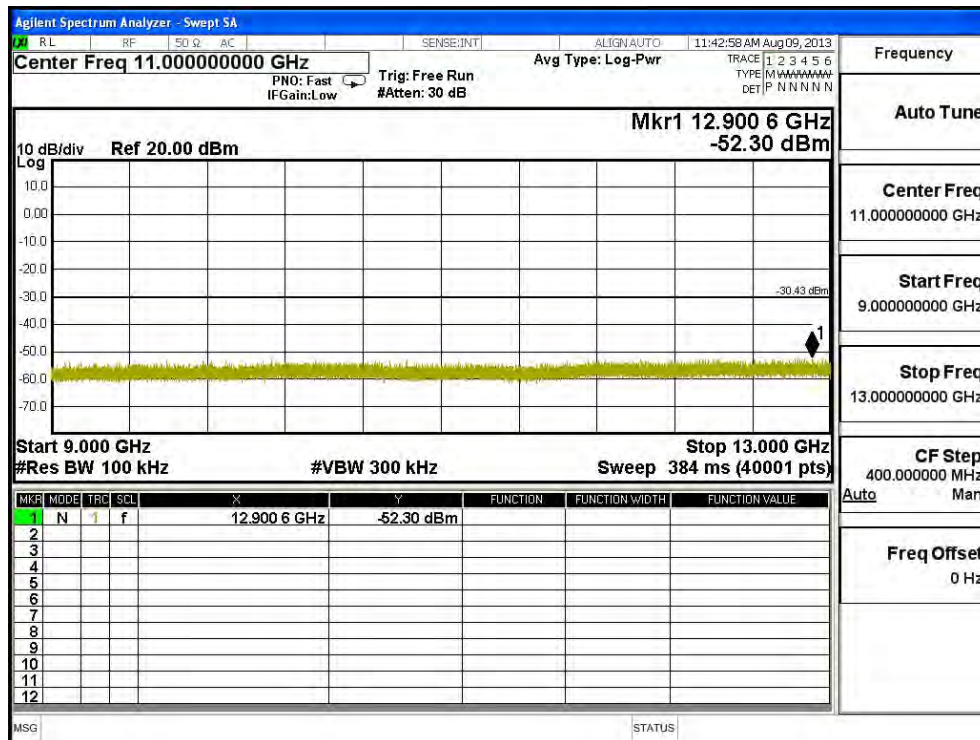 Agilent Spectrum Analyzer - Swept SA
LXI RL RF 50 Ω AC SENSE:INT ALIGN AUTO 11:42:58 AM Aug 09, 2013
Center Freq 11.000000000 GHz Avg Type: Log-Pwr TRACE 1 2 3 4 5 6
PNO: Fast Trig: Free Run TYPE M
IFGain:Low #Atten: 30 dB DET P N N N N N
Mkr1 12.900 6 GHz
10 dB/div Ref 20.00 dBm -52.30 dBm
Log
10.0
0.00
-10.0
-20.0
-30.0 -30.43 dBm
-40.0
-50.0 1
-60.0
-70.0
Start 9.000 GHz Stop 13.000 GHz
#Res BW 100 kHz #VBW 300 kHz Sweep 384 ms (40001 pts)
MKR MODE TRC SCL X Y FUNCTION FUNCTION WIDTH FUNCTION VALUE
1 N 1 f 12.900 6 GHz -52.30 dBm
2
3
4
5
6
7
8
9
10
11
12
MSG STATUS
Frequency
Auto Tune
Center Freq
11.000000000 GHz
Start Freq
9.000000000 GHz
Stop Freq
13.000000000 GHz
CF Step
400.000000 MHz
Auto Man
Freq Offset
0 Hz